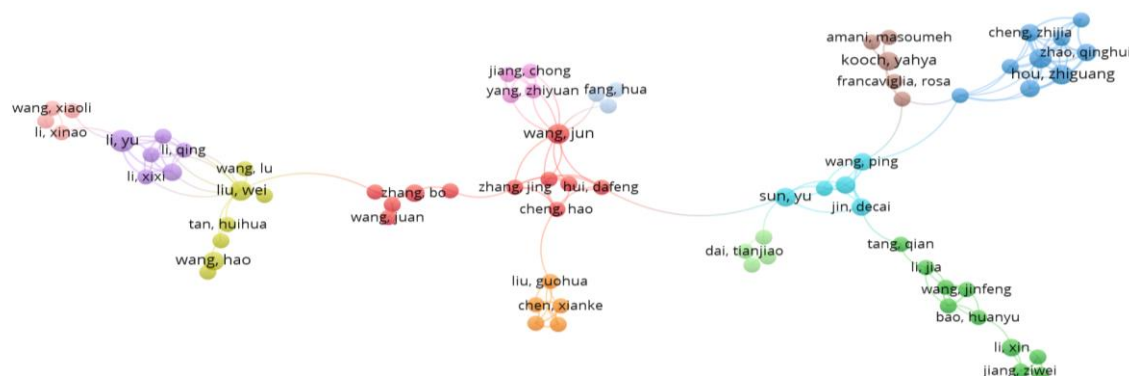 wang, xiaoli
li, xinao
li, yu
li, qing
li, xixi
wang, lu
liu, wei
tan, huihua
wang, hao
zhang, bo
wang, juan
jiang, chong
yang, zhiyuan
fang, hua
wang, jun
zhang, jing
hui, dafeng
cheng, hao
liu, guohua
chen, xianke
amani, masoumeh
kooch, yahya
francaviglia, rosa
cheng, zhijia
zhao, qinghui
hou, zhiguang
wang, ping
sun, yu
jin, decai
dai, tianjiao
tang, qian
li, jia
wang, jinfeng
bao, huanyu
li, xin
jiang, ziwei